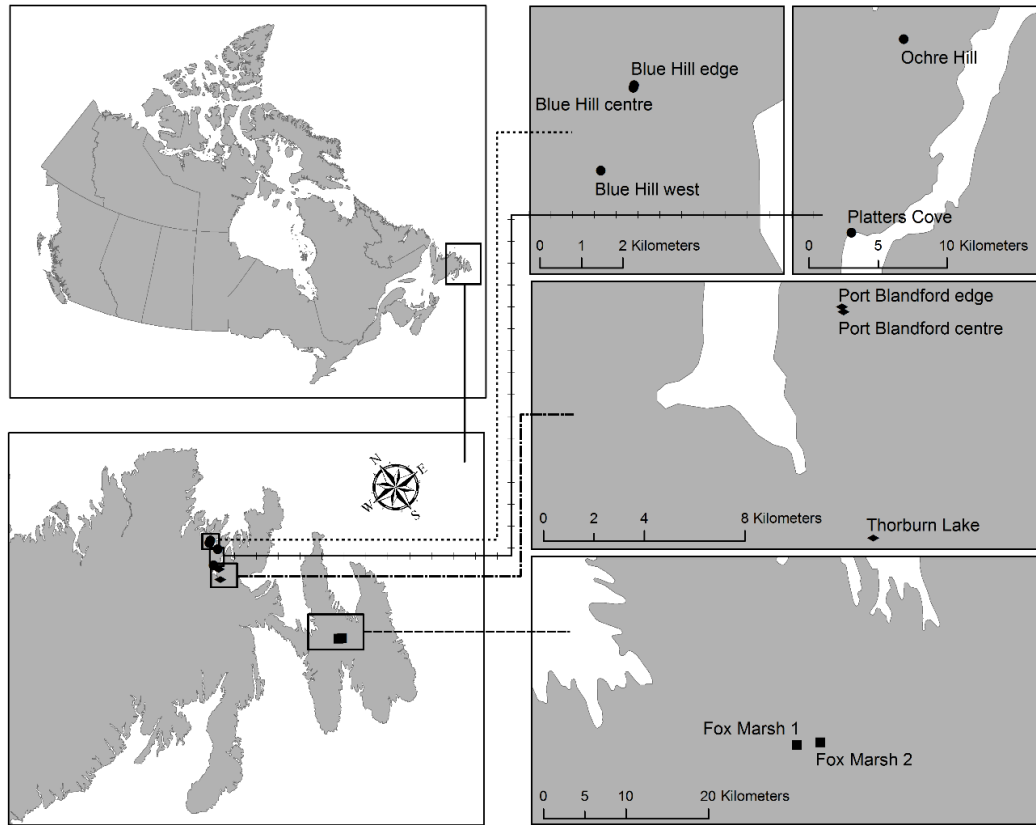 Blue Hill edge
Blue Hill centre
Blue Hill west
0 1 2 Kilometers
Ochre Hill
Platters Cove
0 5 10 Kilometers
Port Blandford edge
Port Blandford centre
0 2 4 8 Kilometers
Thorburn Lake
N
E
W
S
Fox Marsh 1
Fox Marsh 2
0 5 10 20 Kilometers